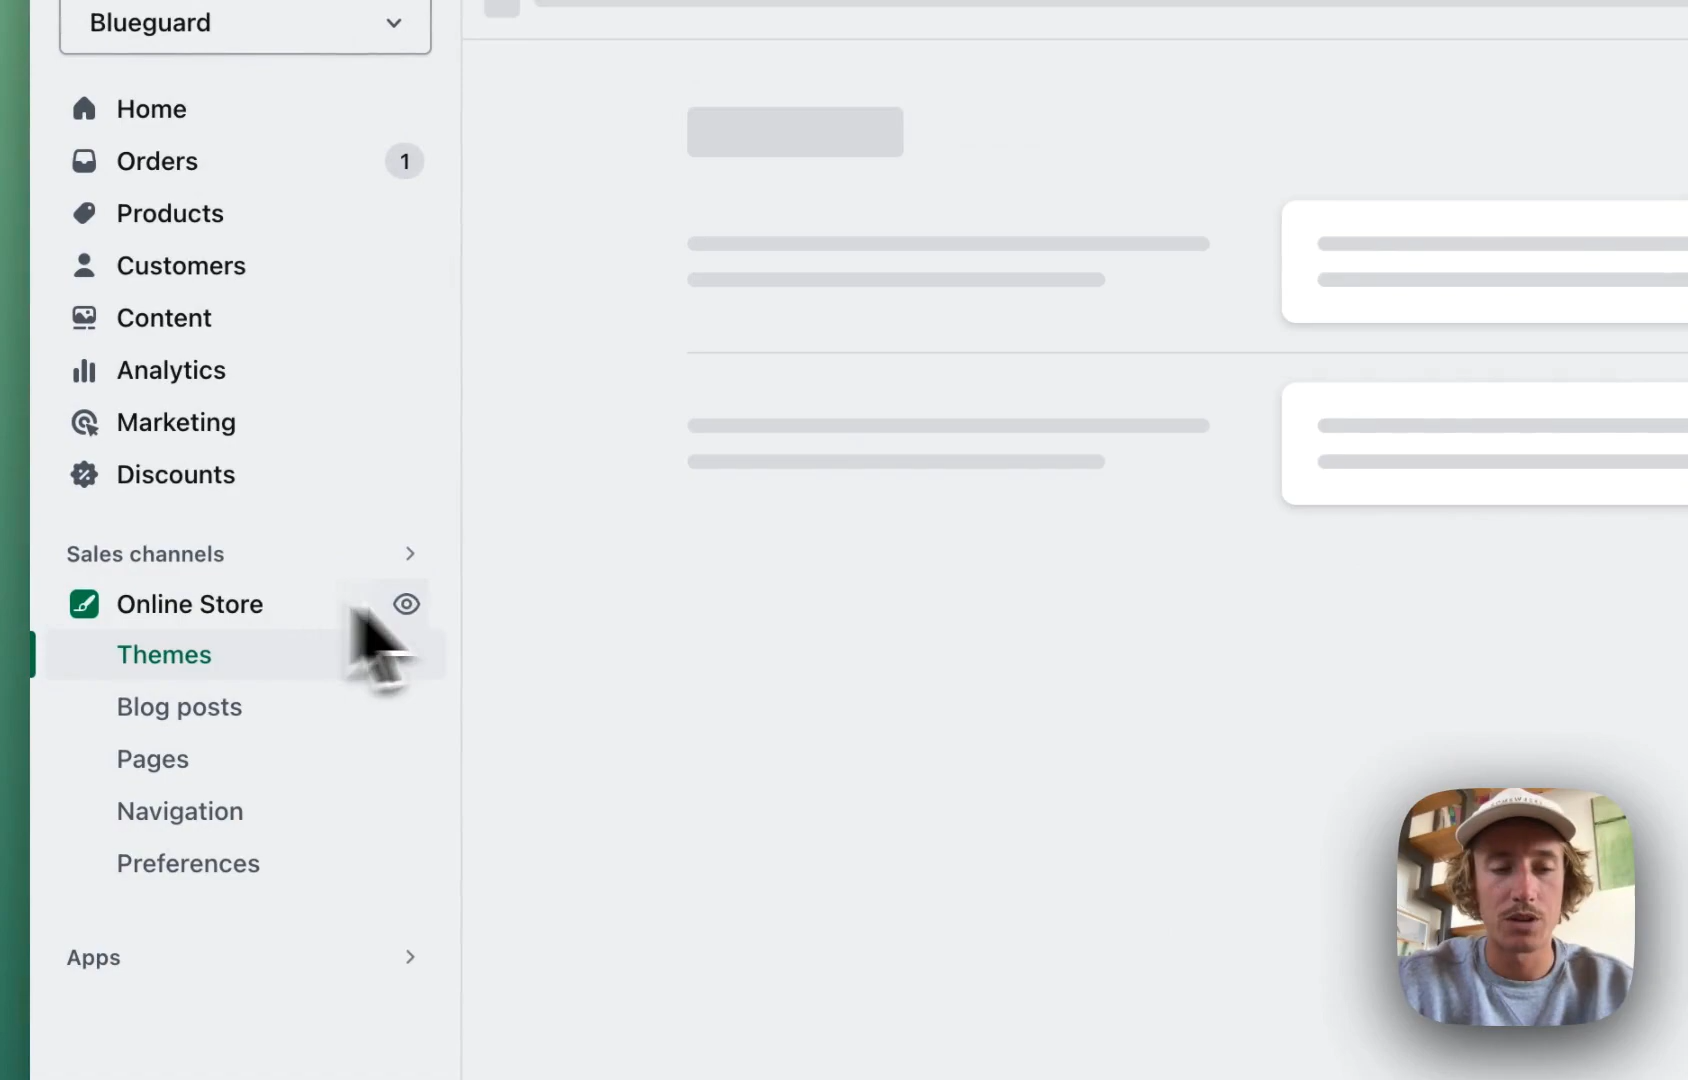 Blueguard
Home
Orders
1
Products
Customers
Content
Analytics
Marketing
Discounts
Sales channels
Online Store
Themes
Blog posts
Pages
Navigation
Preferences
Apps